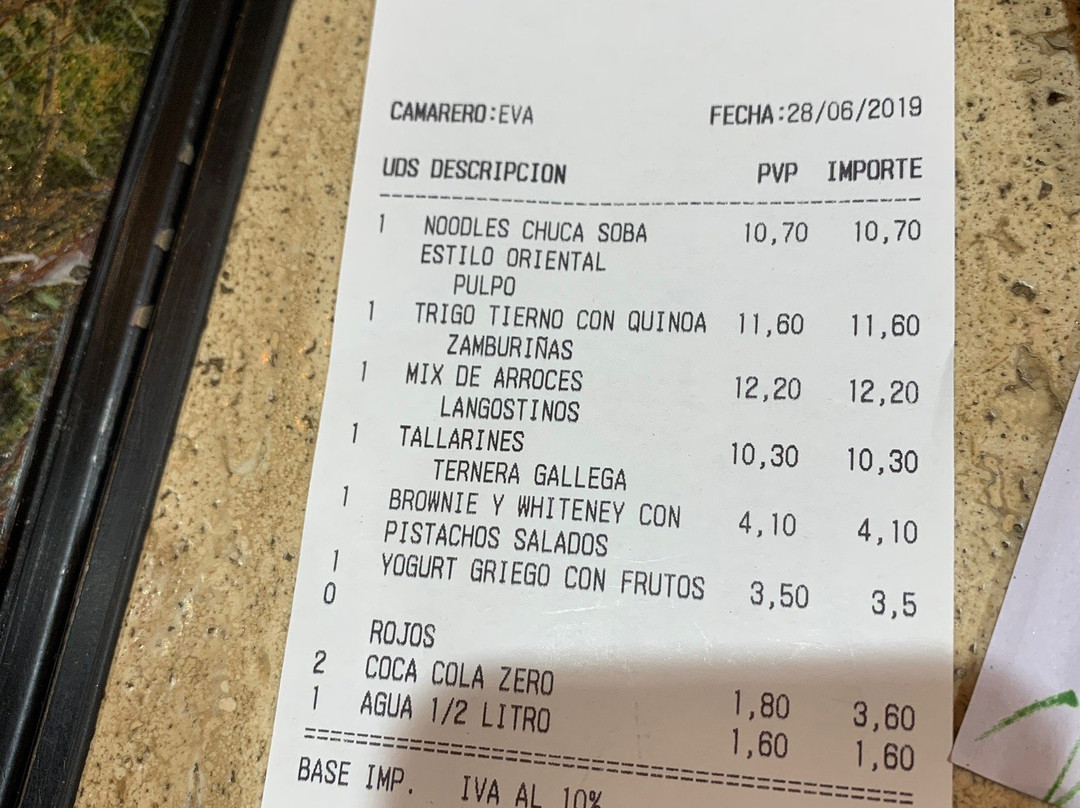 CAMARERO:EVA FECHA:28/06/2019
UDS DESCRIPCION PVP IMPORTE
1 NOODLES CHUCA SOBA 10,70 10,70
ESTILO ORIENTAL
PULPO
1 TRIGO TIERNO CON QUINOA 11,60 11,60
ZAMBURIÑAS
1 MIX DE ARROCES 12,20 12,20
LANGOSTINOS
1 TALLARINES 10,30 10,30
TERNERA GALLEGA
1 BROWNIE Y WHITENEY CON 4,10 4,10
PISTACHOS SALADOS
1 YOGURT GRIEGO CON FRUTOS 3,50 3,5
0
ROJOS
2 COCA COLA ZERO 1,80 3,60
1 AGUA 1/2 LITRO 1,60 1,60
BASE IMP. IVA AL 10%